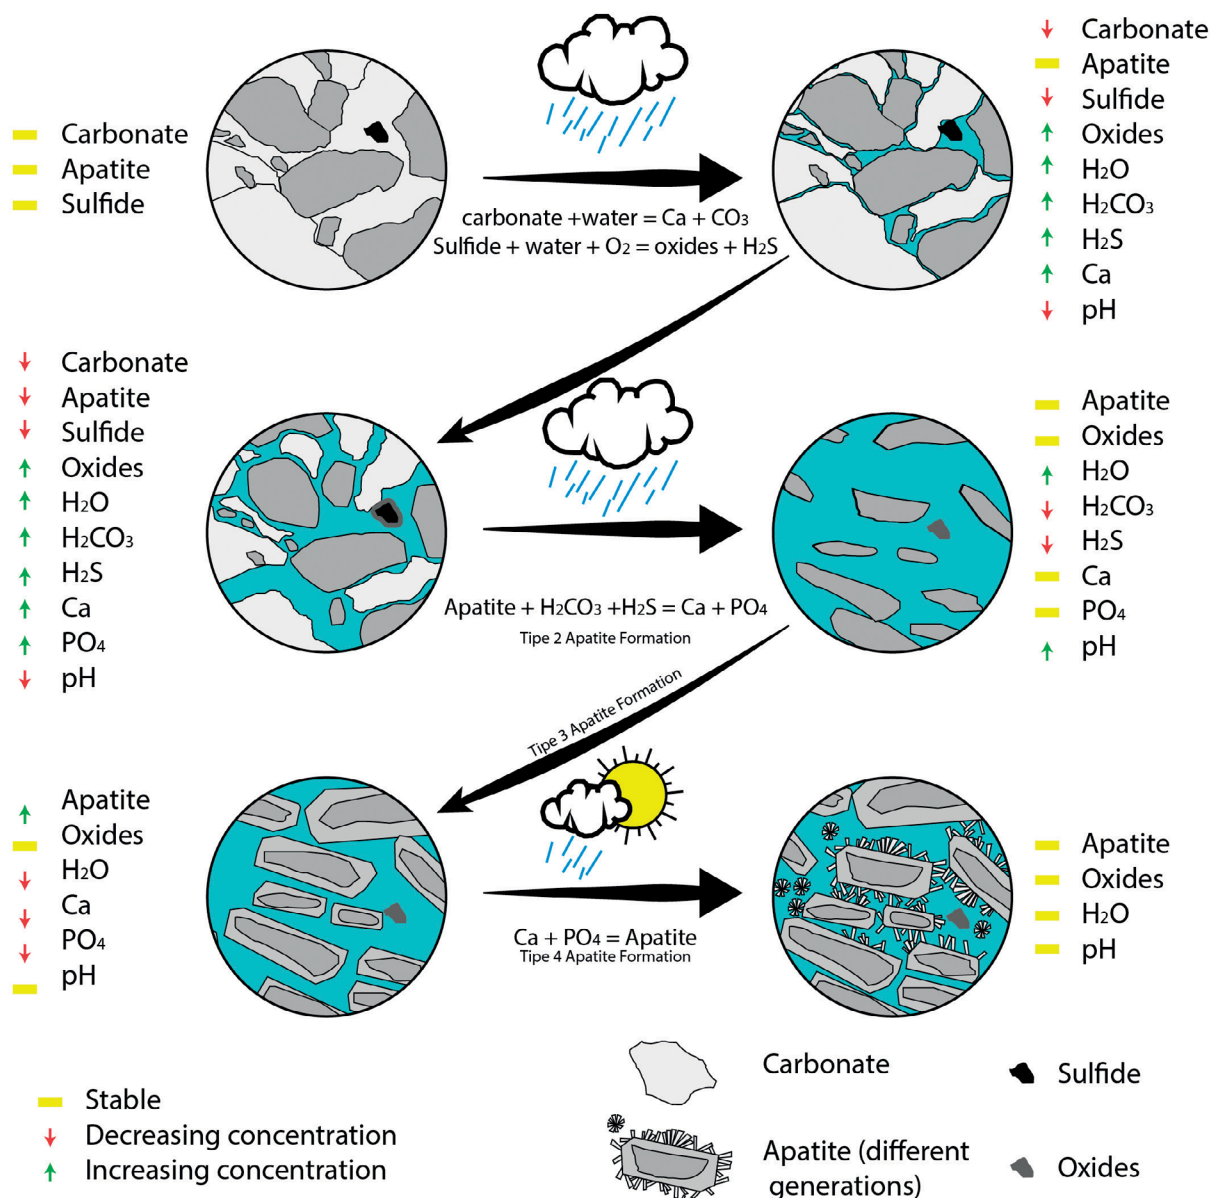 Carbonate
Apatite
Sulfide
carbonate +water = Ca + CO₃
Sulfide + water + O₂ = oxides + H₂S
Carbonate
Apatite
Sulfide
Oxides
H₂O
H₂CO₃
H₂S
Ca
pH
Carbonate
Apatite
Sulfide
Oxides
H₂O
H₂CO₃
H₂S
Ca
PO₄
pH
Apatite + H₂CO₃ +H₂S = Ca + PO₄
Tipe 2 Apatite Formation
Apatite
Oxides
H₂O
H₂CO₃
H₂S
Ca
PO₄
pH
Tipe 3 Apatite Formation
Apatite
Oxides
H₂O
Ca
PO₄
pH
Ca + PO₄ = Apatite
Tipe 4 Apatite Formation
Apatite
Oxides
H₂O
pH
Stable
Decreasing concentration
Increasing concentration
Carbonate
Sulfide
Apatite (different
generations)
Oxides